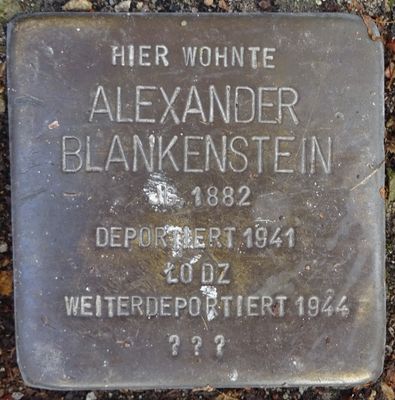 HIER WOHNTE
ALEXANDER
BLANKENSTEIN
1882
DEPORTIERT 1941
ŁODZ
WEITERDEPORTIERT 1944
? ? ?